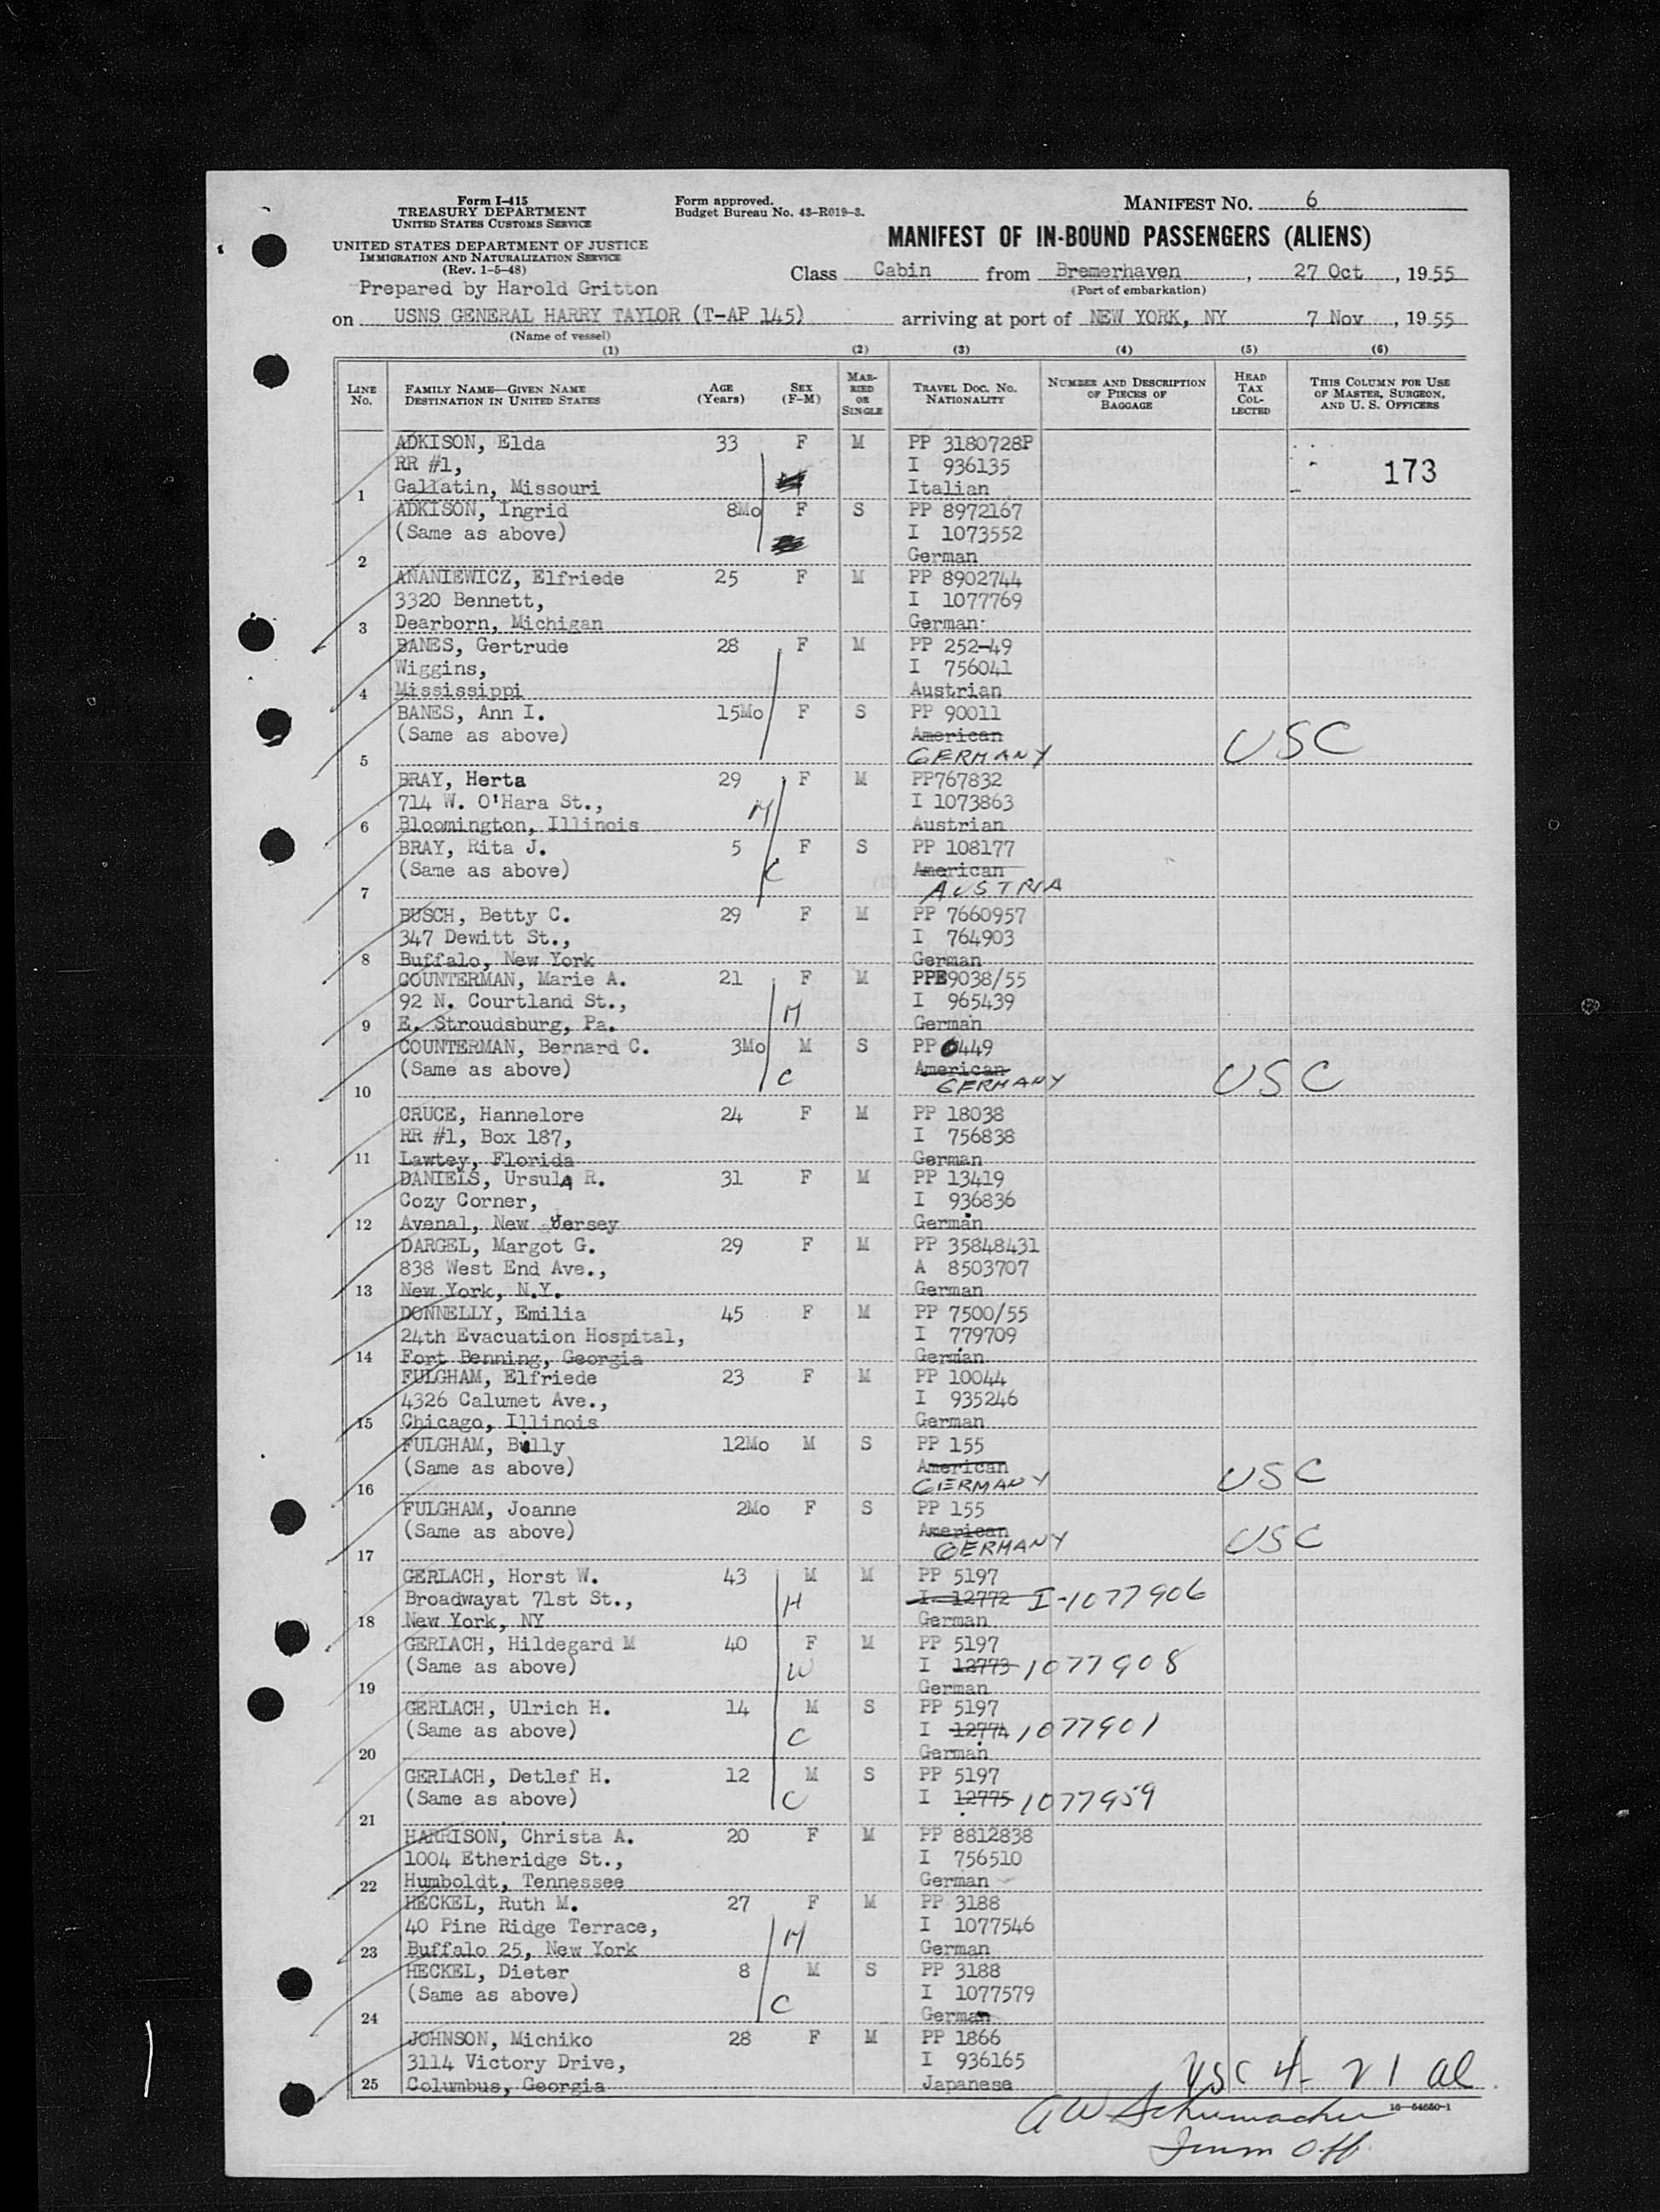 Form I-415
TREASURY DEPARTMENT
UNITED STATES CUSTOMS SERVICE
UNITED STATES DEPARTMENT OF JUSTICE
IMMIGRATION AND NATURALIZATION SERVICE
(Rev. 1-5-48)
Prepared by Harold Gritton
Form approved.
Budget Bureau No. 43-R019-3.
MANIFEST NO. 6
MANIFEST OF IN-BOUND PASSENGERS (ALIENS)
Class Cabin from Bremerhaven, 27 Oct, 1955
(Port of embarkation)
on USNS GENERAL HARRY TAYLOR (T-AP 145) arriving at port of NEW YORK, NY 7 Nov, 1955
(Name of vessel)
(1) (2) (3) (4) (5) (6)
LINE NO. FAMILY NAME—GIVEN NAME DESTINATION IN UNITED STATES AGE (Years) SEX (F-M) MARRIED OR SINGLE TRAVEL DOC. NO. NATIONALITY NUMBER AND DESCRIPTION OF PIECES OF BAGGAGE HEAD TAX COLLECTED THIS COLUMN FOR USE OF MASTER, SURGEON, AND U. S. OFFICERS
ADKISON, Elda 33 F M PP 3180728P
RR #1, I 936135 173
1 Gallatin, Missouri Italian
ADKISON, Ingrid 8Mo F S PP 8972167
(Same as above) I 1073552
2 German
ANANIEWICZ, Elfriede 25 F M PP 8902744
3320 Bennett, I 1077769
3 Dearborn, Michigan German
BANES, Gertrude 28 F M PP 252-49
Wiggins, I 756041
4 Mississippi Austrian
BANES, Ann I. 15Mo F S PP 90011
(Same as above) American USC
5 GERMANY
BRAY, Herta 29 F M PP767832
714 W. O'Hara St., M I 1073863
6 Bloomington, Illinois Austrian
BRAY, Rita J. 5 F S PP 108177
(Same as above) C American
7 AUSTRIA
BUSCH, Betty C. 29 F M PP 7660957
347 Dewitt St., I 764903
8 Buffalo, New York German
COUNTERMAN, Marie A. 21 F M PPE9038/55
92 N. Courtland St., M I 965439
9 E. Stroudsburg, Pa. German
COUNTERMAN, Bernard C. 3Mo M S PP 0449
(Same as above) C American USC
10 GERMANY
CRUCE, Hannelore 24 F M PP 18038
RR #1, Box 187, I 756838
11 Lawtey, Florida German
DANIELS, UrsulA R. 31 F M PP 13419
Cozy Corner, I 936836
12 Avenal, New Jersey German
DARGEL, Margot G. 29 F M PP 35848431
838 West End Ave., A 8503707
13 New York, N.Y. German
DONNELLY, Emilia 45 F M PP 7500/55
24th Evacuation Hospital, I 779709
14 Fort Benning, Georgia German
FULGHAM, Elfriede 23 F M PP 10044
4326 Calumet Ave., I 935246
15 Chicago, Illinois German
FULGHAM, Billy 12Mo M S PP 155
(Same as above) American USC
16 GERMANY
FULGHAM, Joanne 2Mo F S PP 155
(Same as above) American USC
17 GERMANY
GERLACH, Horst W. 43 M M PP 5197
Broadwayat 71st St., H I 12772 I-1077906
18 New York, NY German
GERLACH, Hildegard M 40 F M PP 5197
(Same as above) W I 12773 1077908
19 German
GERLACH, Ulrich H. 14 M S PP 5197
(Same as above) C I 12774 1077901
20 German
GERLACH, Detlef H. 12 M S PP 5197
(Same as above) C I 12775 1077959
21
HARRISON, Christa A. 20 F M PP 8812838
1004 Etheridge St., I 756510
22 Humboldt, Tennessee German
HECKEL, Ruth M. 27 F M PP 3188
40 Pine Ridge Terrace, M I 1077546
23 Buffalo 25, New York German
HECKEL, Dieter 8 M S PP 3188
(Same as above) C I 1077579
24 German
JOHNSON, Michiko 28 F M PP 1866
3114 Victory Drive, I 936165
25 Columbus, Georgia Japanese USC 4 - 21 al
16-54650-1
AW Schumacher
Imm Off